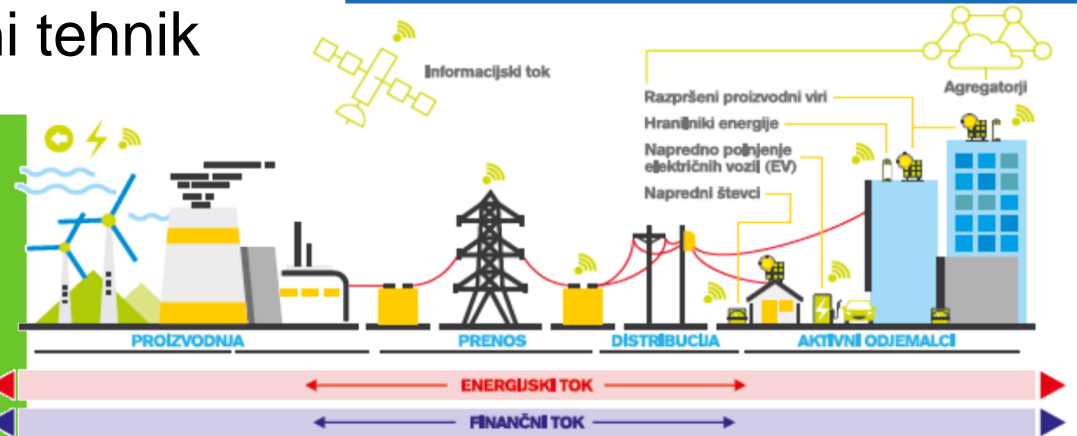 ni tehnik
Informacijski tok
Agregatorji
Razpršeni proizvodni viri
Hranilniki energije
Napredno polnjenje
električnih vozil (EV)
Napredni števci
PROIZVODNJA
PRENOS
DISTRIBUCIJA
AKTIVNI ODJEMALCI
ENERGIJSKI TOK
FINANČNI TOK